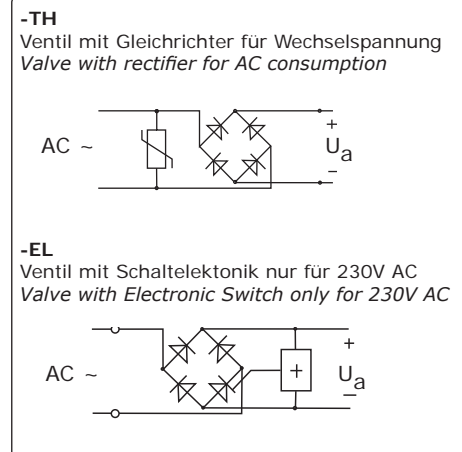 -TH
Ventil mit Gleichrichter für Wechselspannung
Valve with rectifier for AC consumption
+
AC ~
Ua
–
-EL
Ventil mit Schaltelektonik nur für 230V AC
Valve with Electronic Switch only for 230V AC
+
AC ~
+
Ua
–